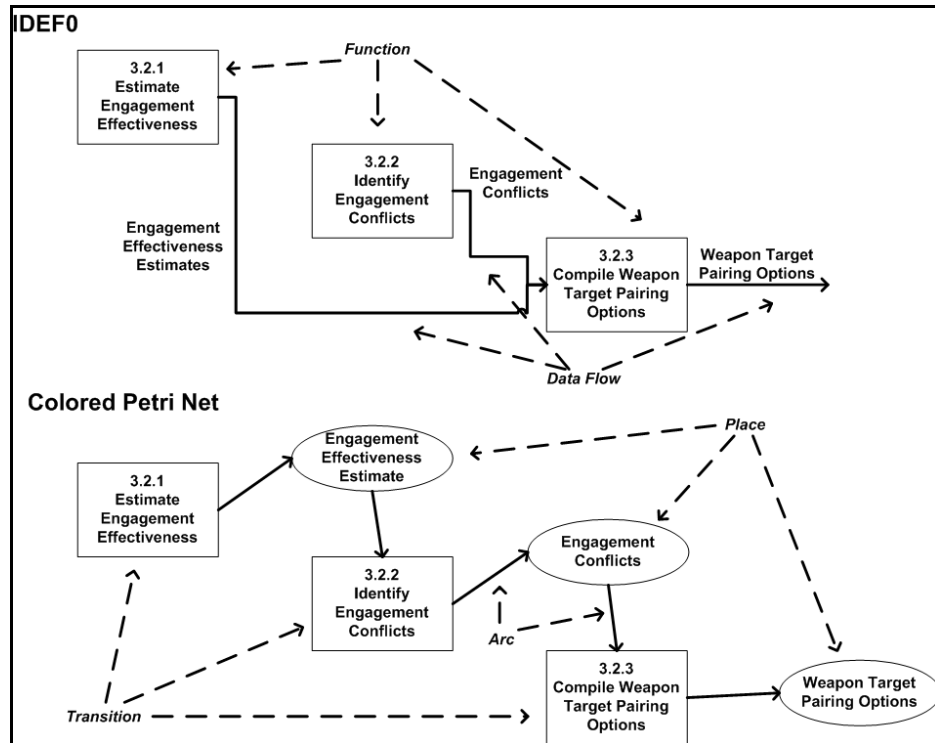 IDEF0
Function
3.2.1
Estimate
Engagement
Effectiveness
3.2.2
Identify
Engagement
Conflicts
Engagement
Conflicts
Engagement
Effectiveness
Estimates
3.2.3
Compile Weapon
Target Pairing
Options
Weapon Target
Pairing Options
Data Flow
Colored Petri Net
Place
Engagement
Effectiveness
Estimate
3.2.1
Estimate
Engagement
Effectiveness
Engagement
Conflicts
3.2.2
Identify
Engagement
Conflicts
Arc
3.2.3
Compile Weapon
Target Pairing
Options
Weapon Target
Pairing Options
Transition